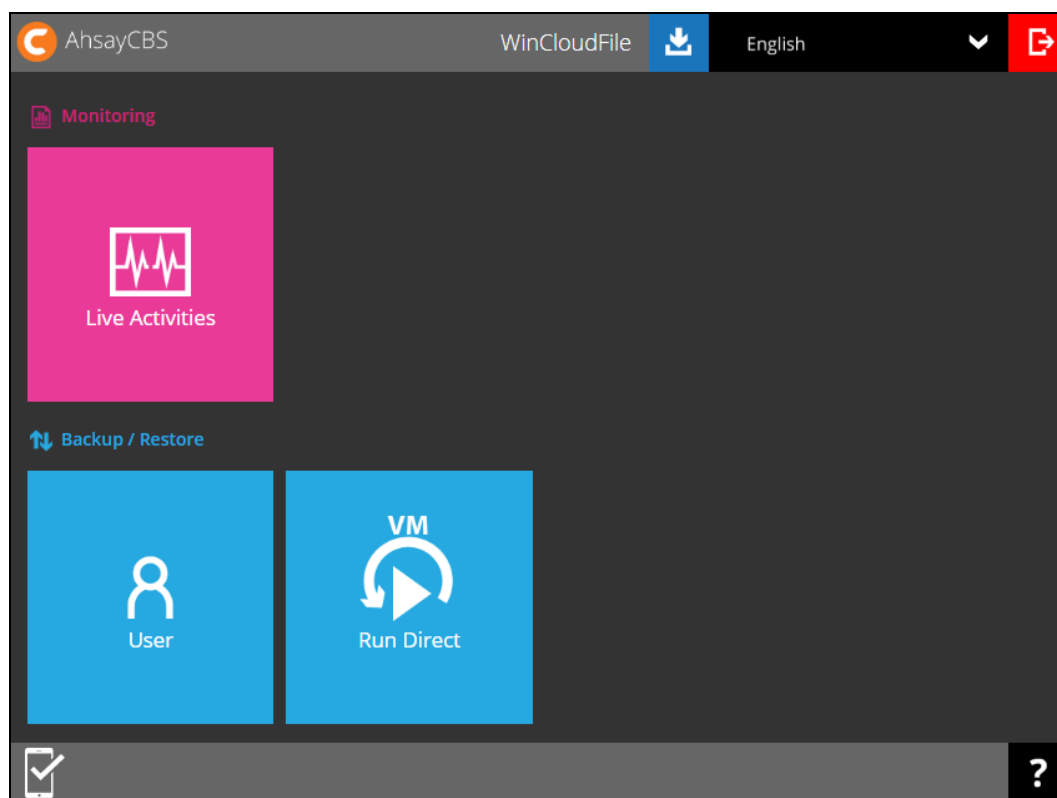 AhsayCBS
WinCloudFile
English
Monitoring
Live Activities
Backup / Restore
User
VM
Run Direct
?